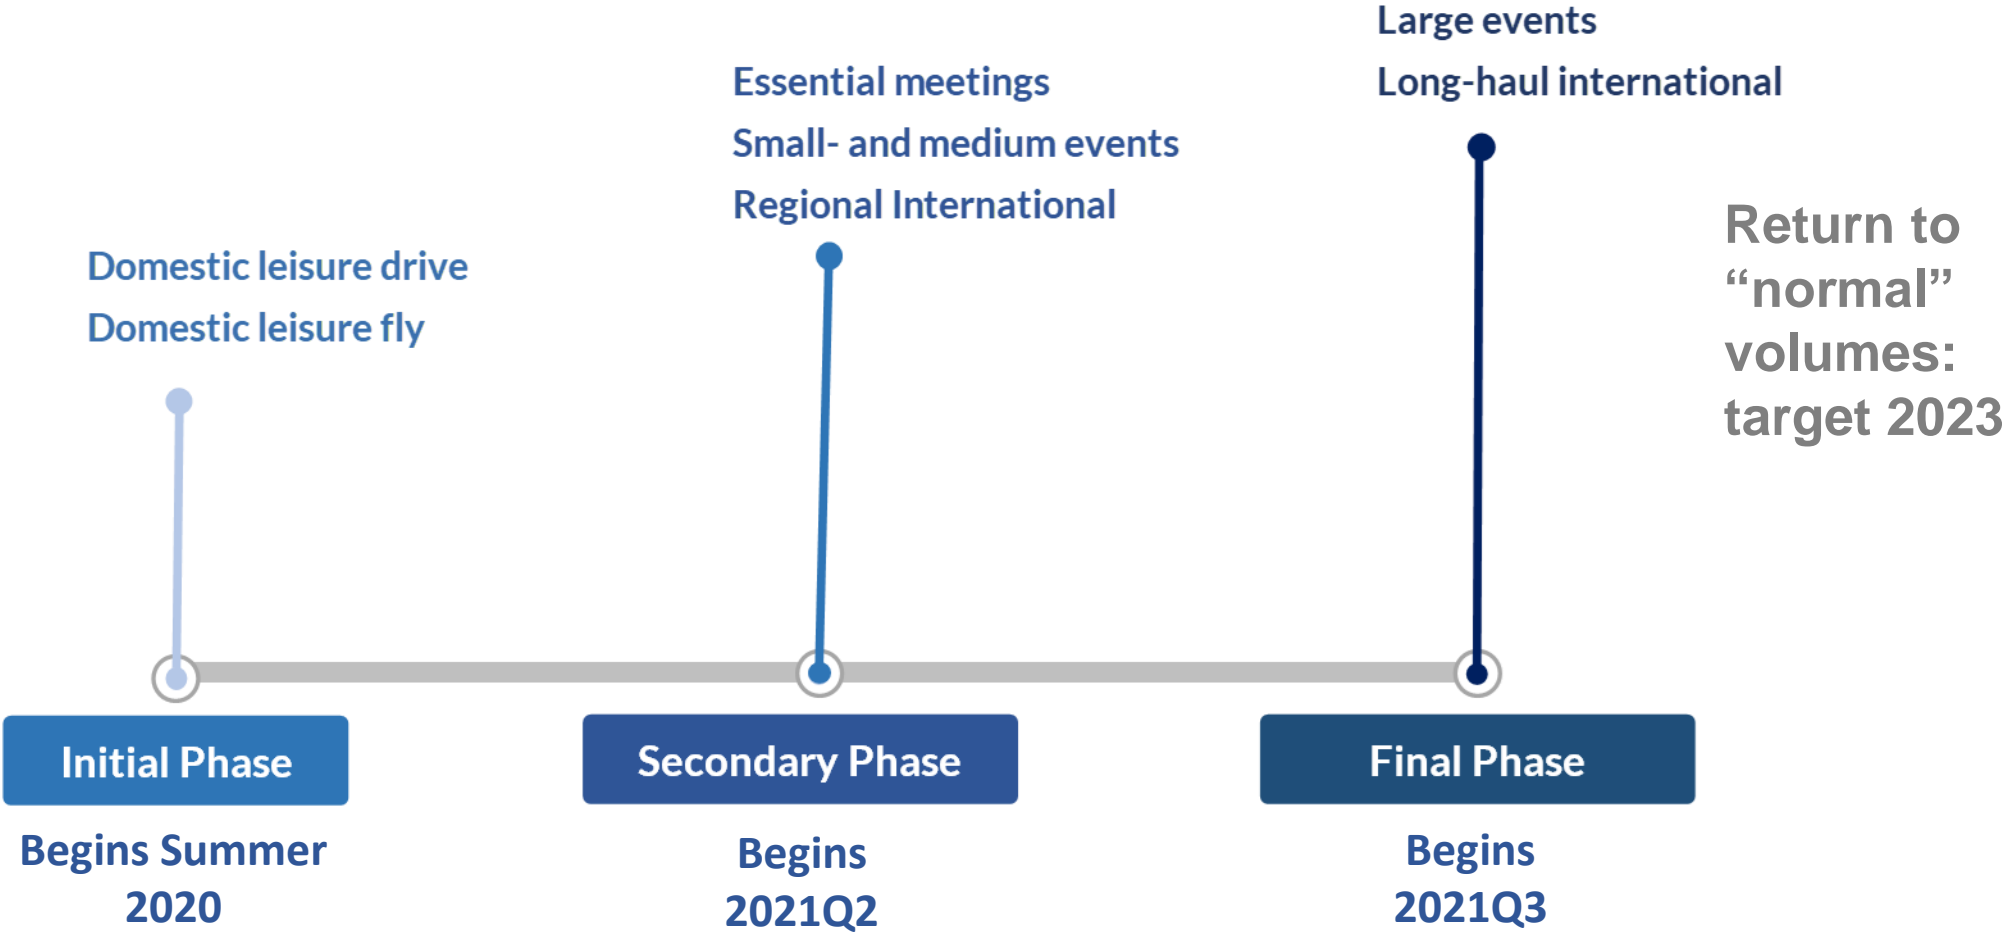 Domestic leisure drive
Domestic leisure fly
Essential meetings
Small- and medium events
Regional International
Large events
Long-haul international
Return to
“normal”
volumes:
target 2023
Initial Phase
Begins Summer
2020
Secondary Phase
Begins
2021Q2
Final Phase
Begins
2021Q3